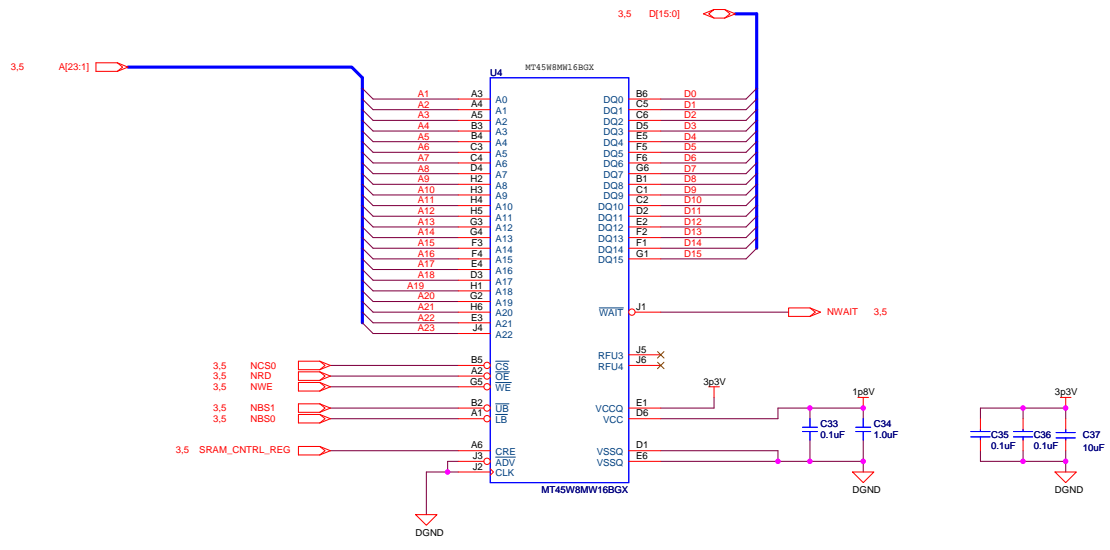 3,5 D[15:0]
3,5 A[23:1]
U4 MT45W8MW16BGX
A1 A3 A0 DQ0 B6 D0
A2 A4 A1 DQ1 C5 D1
A3 A5 A2 DQ2 C6 D2
A4 B3 A3 DQ3 D5 D3
A5 B4 A4 DQ4 E5 D4
A6 C3 A5 DQ5 F5 D5
A7 C4 A6 DQ6 F6 D6
A8 D4 A7 DQ7 G6 D7
A9 H2 A8 DQ8 B1 D8
A10 H3 A9 DQ9 C1 D9
A11 H4 A10 DQ10 C2 D10
A12 H5 A11 DQ11 D2 D11
A13 G3 A12 DQ12 E2 D12
A14 G4 A13 DQ13 F2 D13
A15 F3 A14 DQ14 F1 D14
A16 F4 A15 DQ15 G1 D15
A17 E4 A16
A18 D3 A17
A19 H1 A18
A20 G2 A19
A21 H6 A20 WAIT J1 NWAIT 3,5
A22 E3 A21
A23 J4 A22
RFU3 J5
3,5 NCS0 B5 CS RFU4 J6
3,5 NRD A2 OE
3,5 NWE G5 WE
3p3V 1p8V 3p3V
3,5 NBS1 B2 UB VCCQ E1
3,5 NBS0 A1 LB VCC D6
C33 0.1uF
C34 1.0uF
C35 0.1uF
C36 0.1uF
C37 10uF
3,5 SRAM_CNTRL_REG A6 CRE VSSQ D1
J3 ADV VSSQ E6
J2 CLK
MT45W8MW16BGX
DGND DGND
DGND